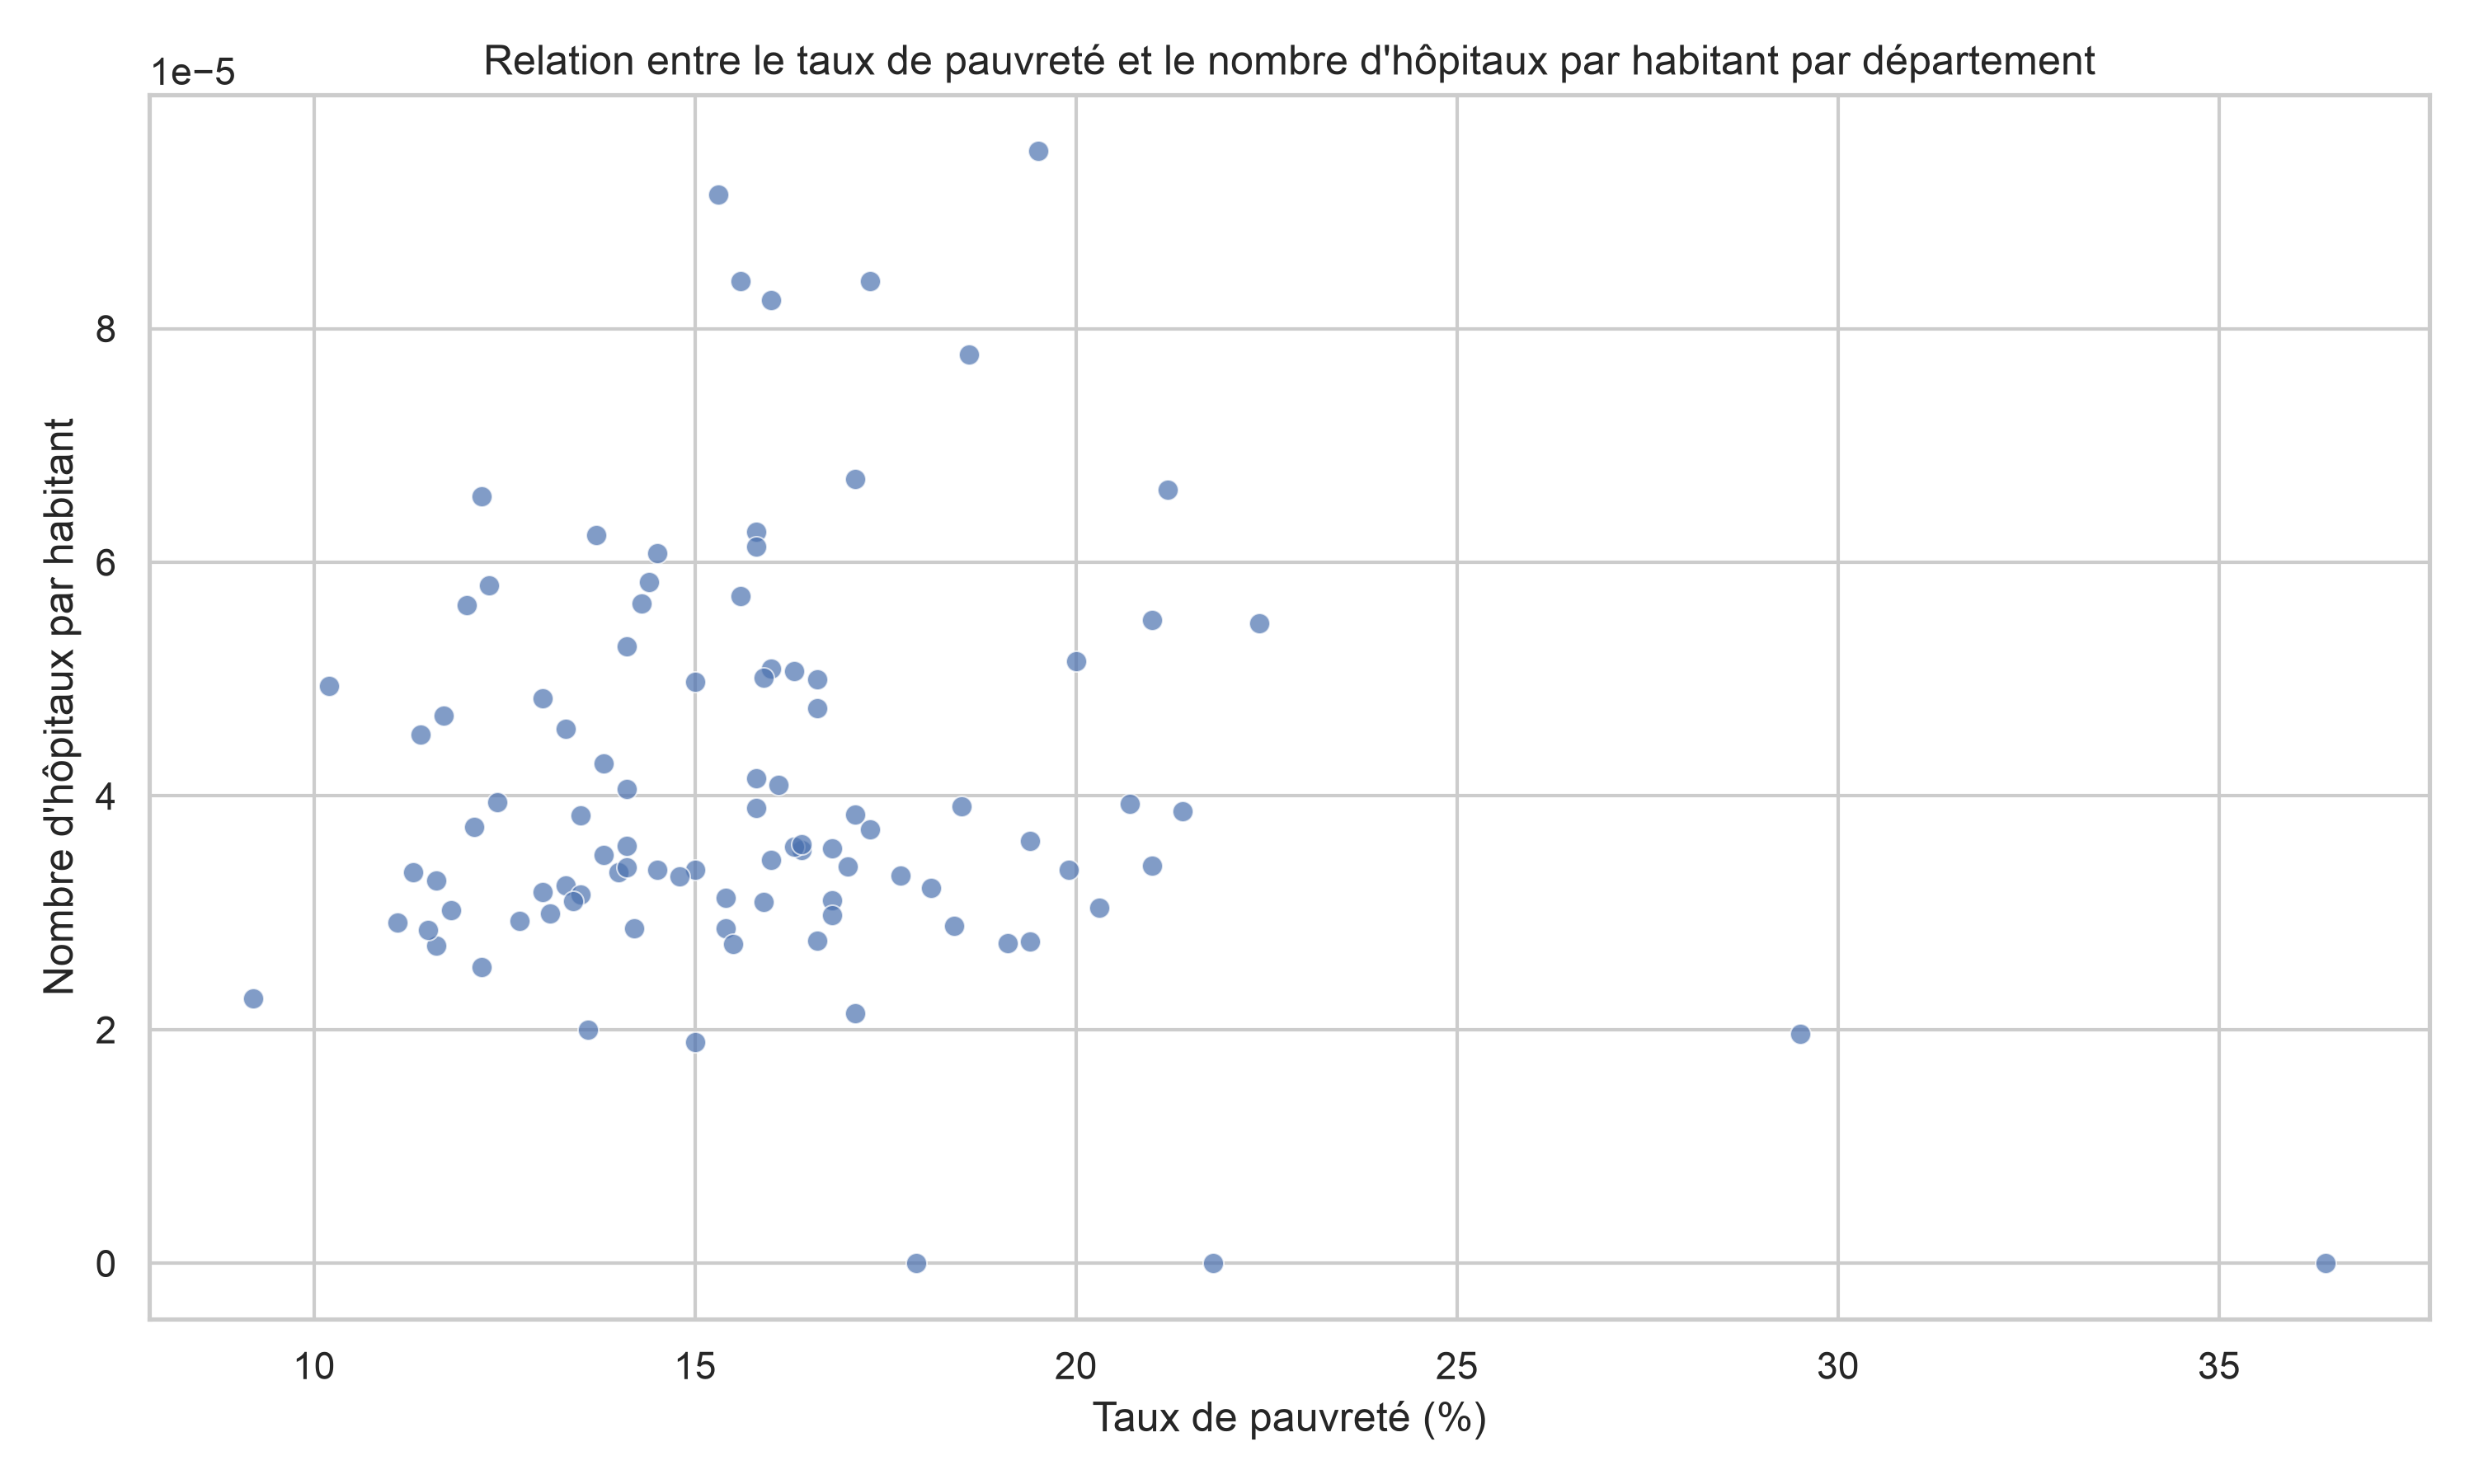 Relation entre le taux de pauvreté et le nombre d'hôpitaux par habitant par département
1e−5
Nombre d'hôpitaux par habitant
8
6
4
2
0
10 15 20 25 30 35
Taux de pauvreté (%)